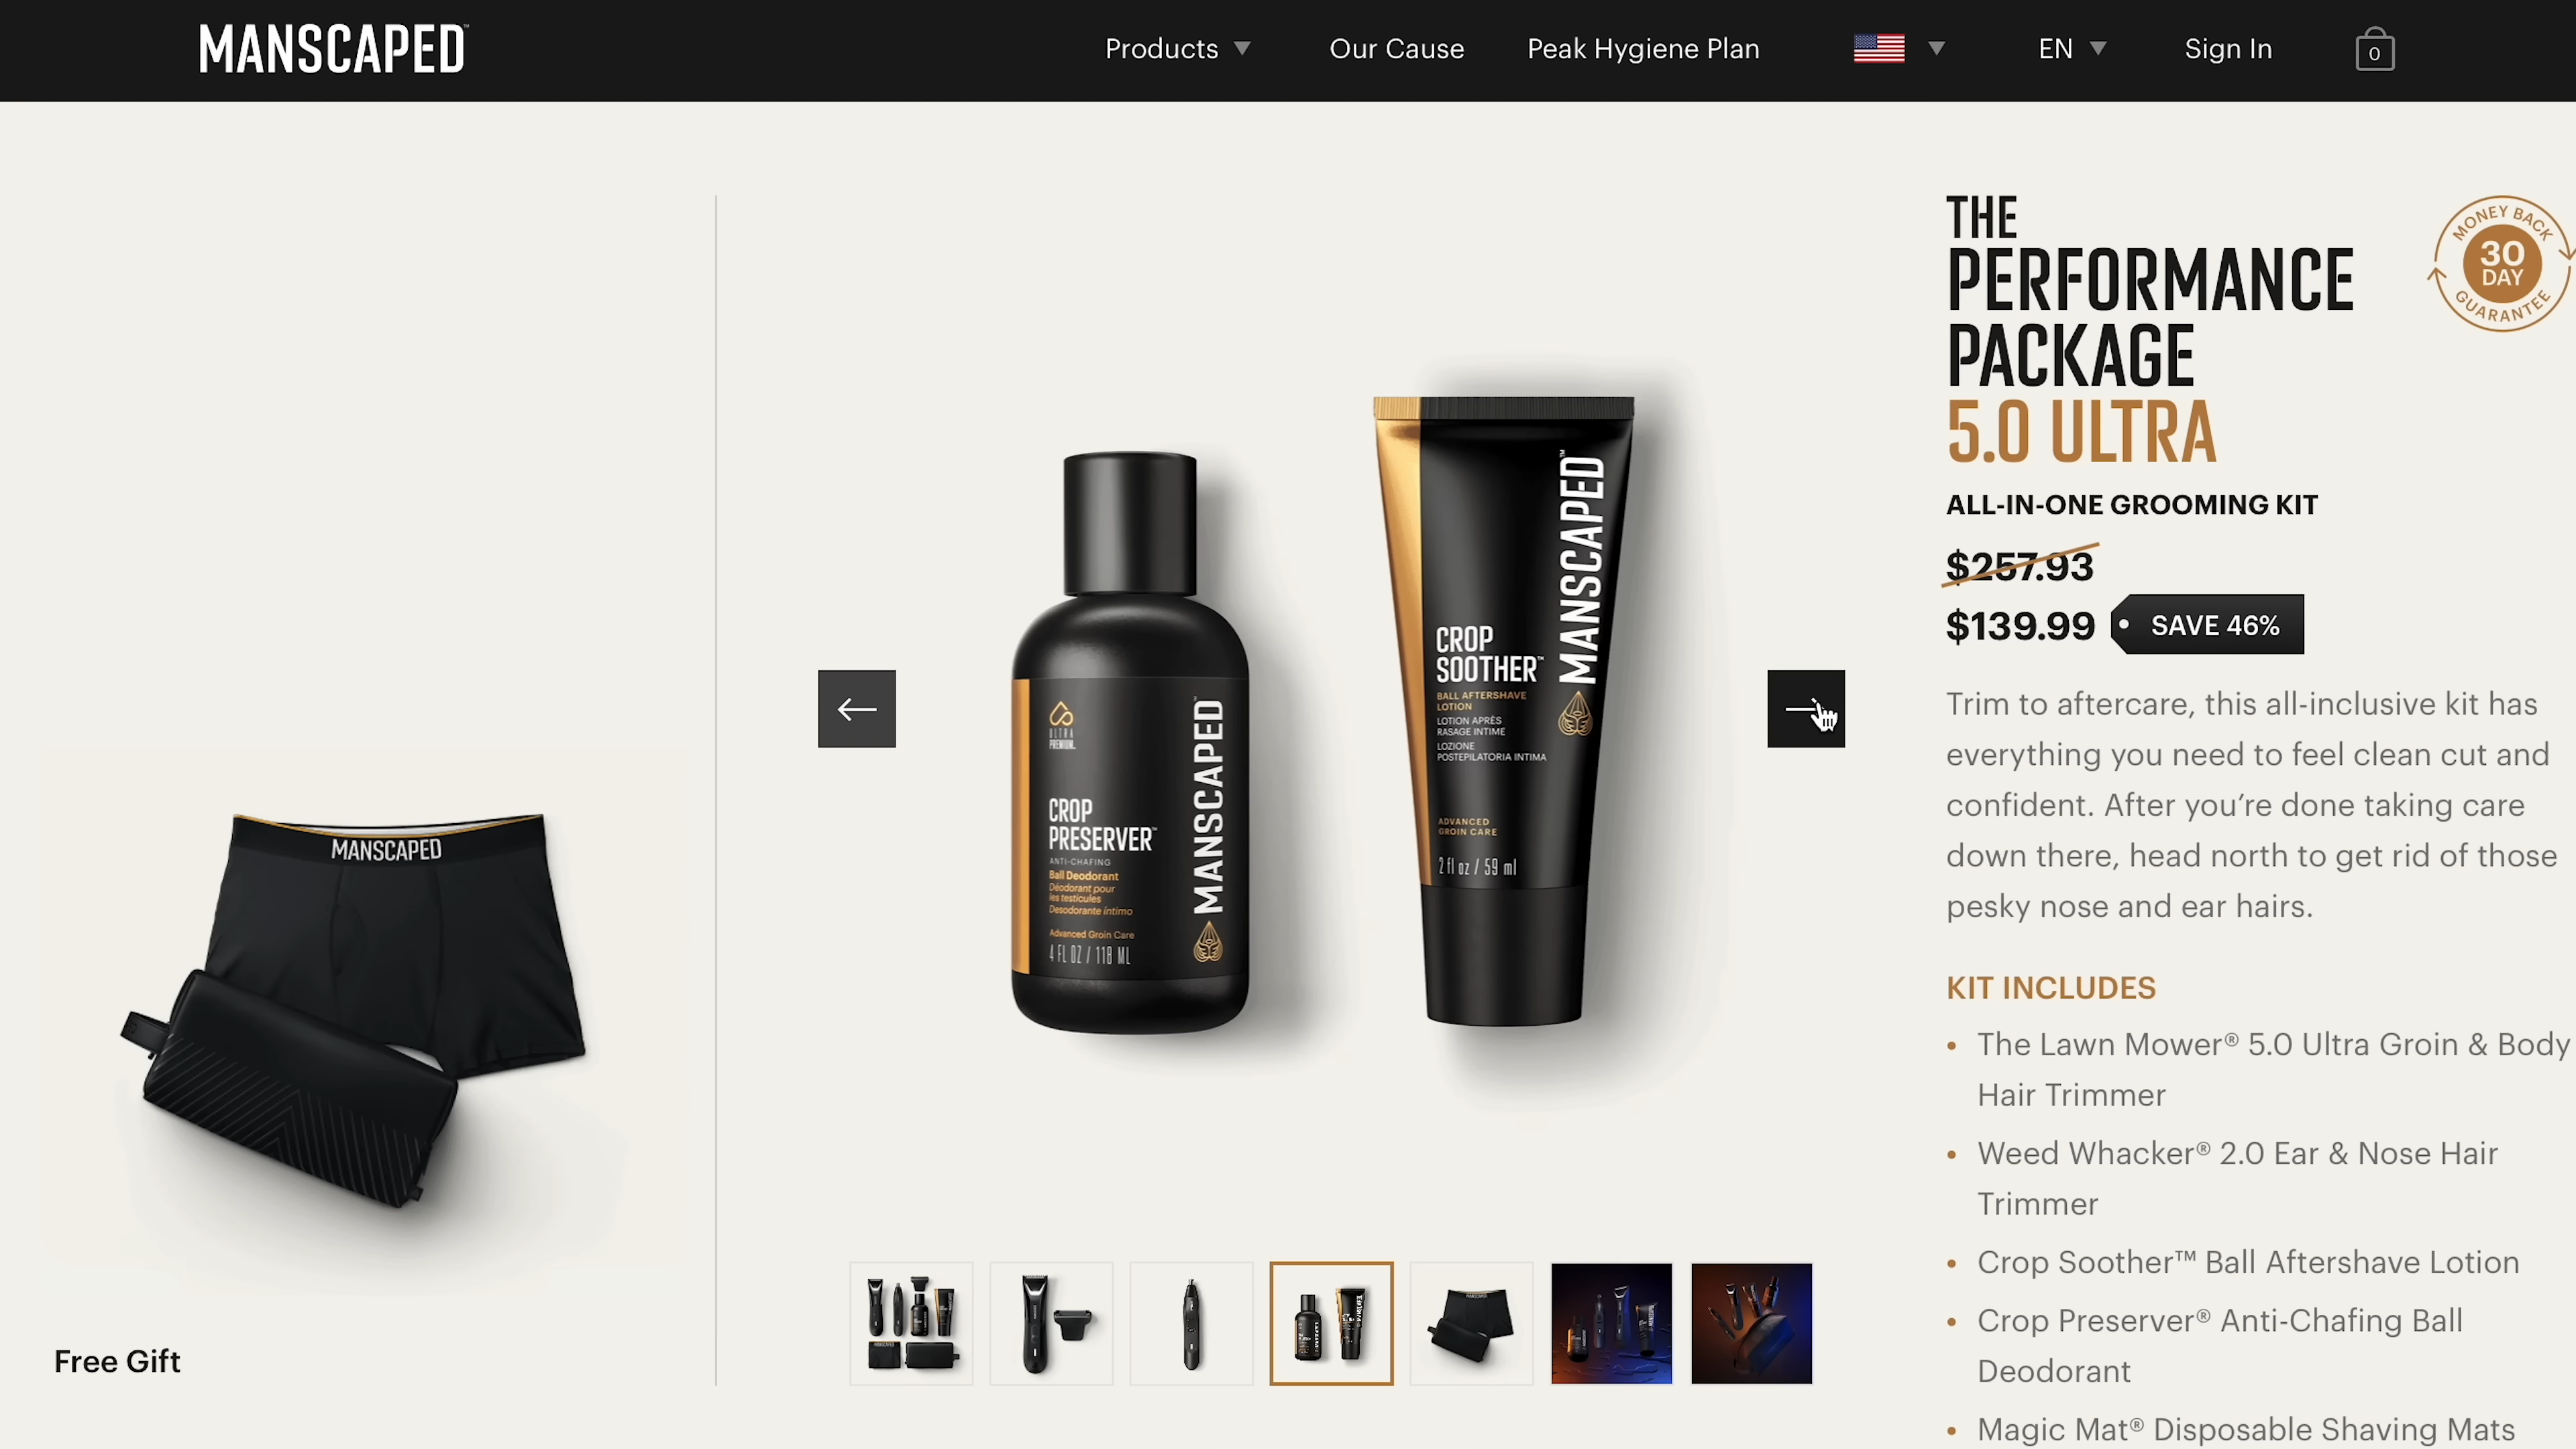 MANSCAPED™
Products
Our Cause
Peak Hygiene Plan
EN
Sign In
0
THE
PERFORMANCE
PACKAGE
5.0 ULTRA
MONEY BACK
30
DAY
GUARANTEE
ALL-IN-ONE GROOMING KIT
$257.93
$139.99
SAVE 46%
Trim to aftercare, this all-inclusive kit has
everything you need to feel clean cut and
confident. After you’re done taking care
down there, head north to get rid of those
pesky nose and ear hairs.
KIT INCLUDES
• The Lawn Mower® 5.0 Ultra Groin & Body
Hair Trimmer
• Weed Whacker® 2.0 Ear & Nose Hair
Trimmer
• Crop Soother™ Ball Aftershave Lotion
• Crop Preserver® Anti-Chafing Ball
Deodorant
• Magic Mat® Disposable Shaving Mats
ULTRA
PREMIUM
CROP
PRESERVER™
ANTI-CHAFING
Ball Deodorant
Déodorant pour
les testicules
Desodorante íntimo
Advanced Groin Care
4 FL OZ / 118 ML
MANSCAPED
CROP
SOOTHER™
BALL AFTERSHAVE
LOTION
LOTION APRÈS
RASAGE INTIME
LOZIONE
POSTEPILATORIA INTIMA
ADVANCED
GROIN CARE
2 fl oz / 59 ml
MANSCAPED™
MANSCAPED
Free Gift